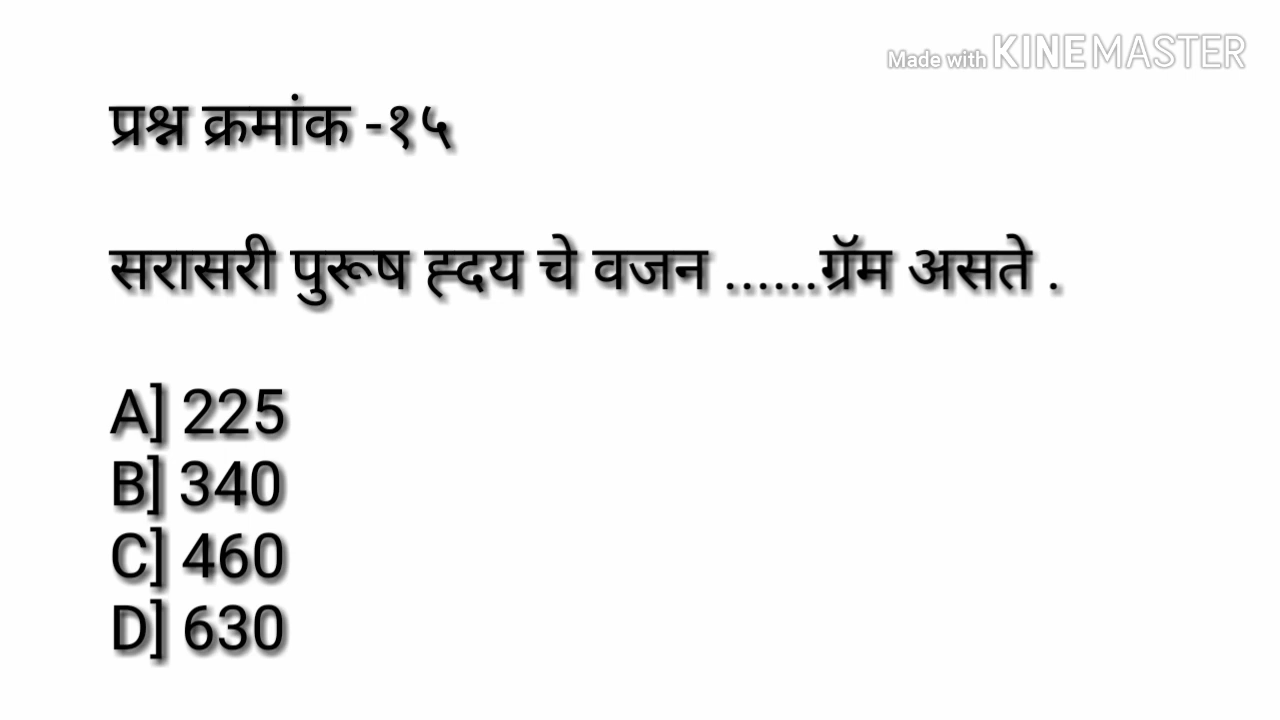 Made with KINEMASTER
प्रश्न क्रमांक -१५
सरासरी पुरूष ह्दय चे वजन ......ग्रॅम असते .
A] 225
B] 340
C] 460
D] 630